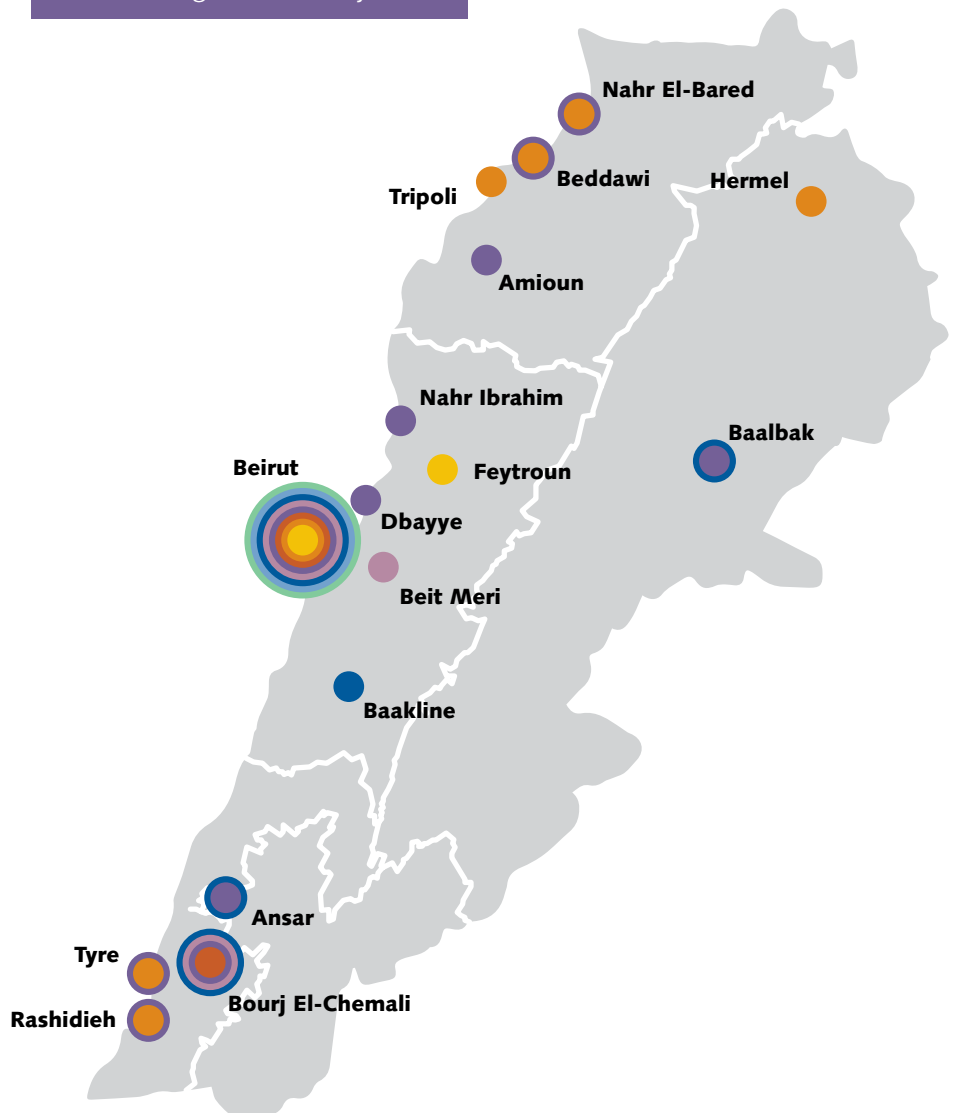 Nahr El-Bared
Beddawi
Hermel
Tripoli
Amioun
Nahr Ibrahim
Baalbak
Beirut
Feytroun
Dbayye
Beit Meri
Baakline
Ansar
Tyre
Bourj El-Chemali
Rashidieh